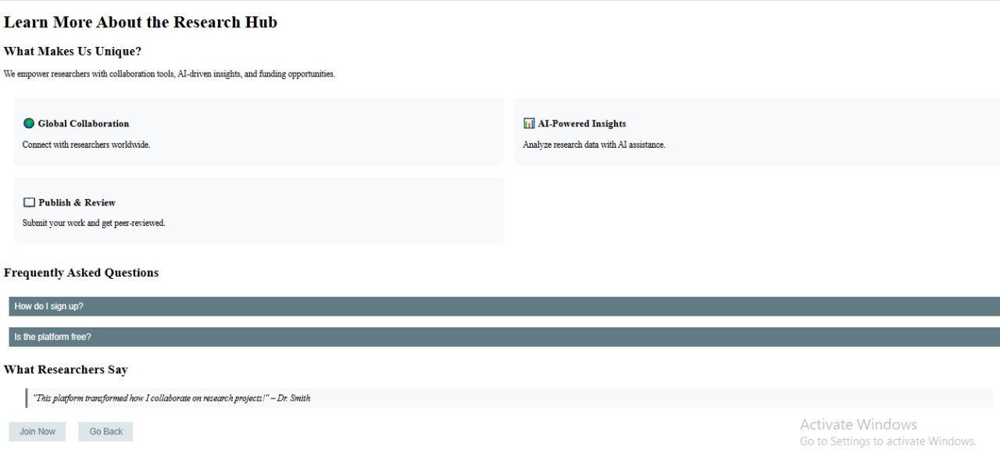 Learn More About the Research Hub
What Makes Us Unique?
We empower researchers with collaboration tools, AI-driven insights, and funding opportunities.
Global Collaboration
Connect with researchers worldwide.
AI-Powered Insights
Analyze research data with AI assistance.
Publish & Review
Submit your work and get peer-reviewed.
Frequently Asked Questions
How do I sign up?
Is the platform free?
What Researchers Say
"This platform transformed how I collaborate on research projects!" – Dr. Smith
Join Now
Go Back
Activate Windows
Go to Settings to activate Windows.